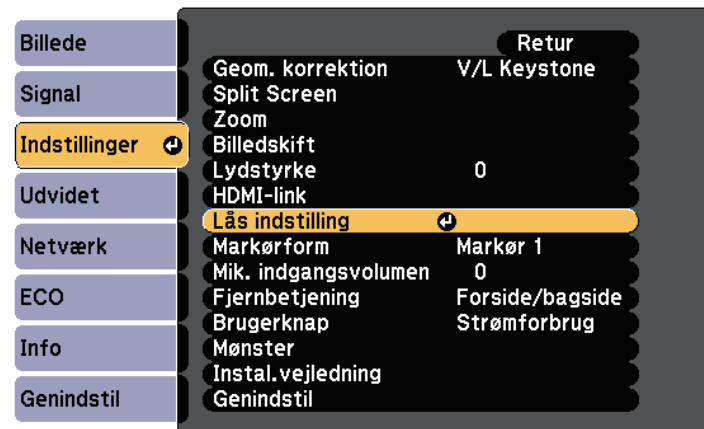 Billede
Signal
Indstillinger
Udvidet
Netværk
ECO
Info
Genindstil
Retur
Geom. korrektion V/L Keystone
Split Screen
Zoom
Billedskift
Lydstyrke 0
HDMI-link
Lås indstilling
Markørform Markør 1
Mik. indgangsvolumen 0
Fjernbetjening Forside/bagside
Brugerknap Strømforbrug
Mønster
Instal.vejledning
Genindstil